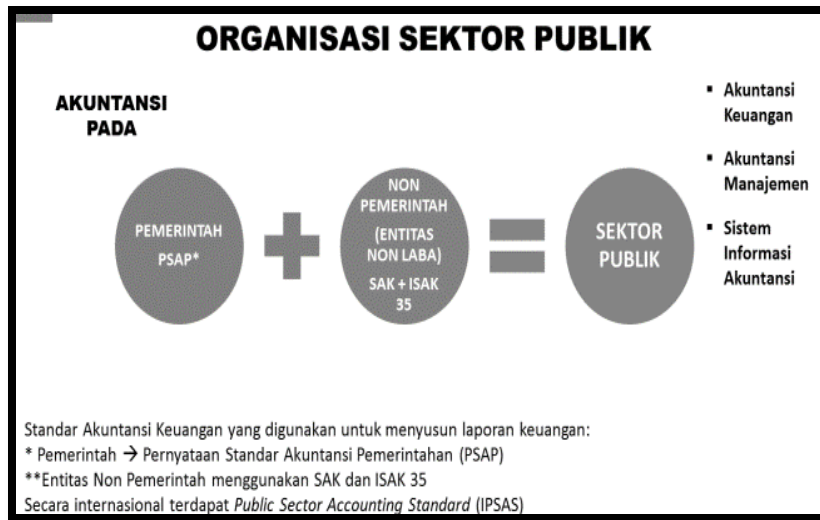 ORGANISASI SEKTOR PUBLIK
AKUNTANSI
PADA
PEMERINTAH
PSAP*
NON
PEMERINTAH
(ENTITAS
NON LABA)
SAK + ISAK
35
SEKTOR
PUBLIK
▪ Akuntansi
Keuangan
▪ Akuntansi
Manajemen
▪ Sistem
Informasi
Akuntansi
Standar Akuntansi Keuangan yang digunakan untuk menyusun laporan keuangan:
* Pemerintah → Pernyataan Standar Akuntansi Pemerintahan (PSAP)
**Entitas Non Pemerintah menggunakan SAK dan ISAK 35
Secara internasional terdapat Public Sector Accounting Standard (IPSAS)